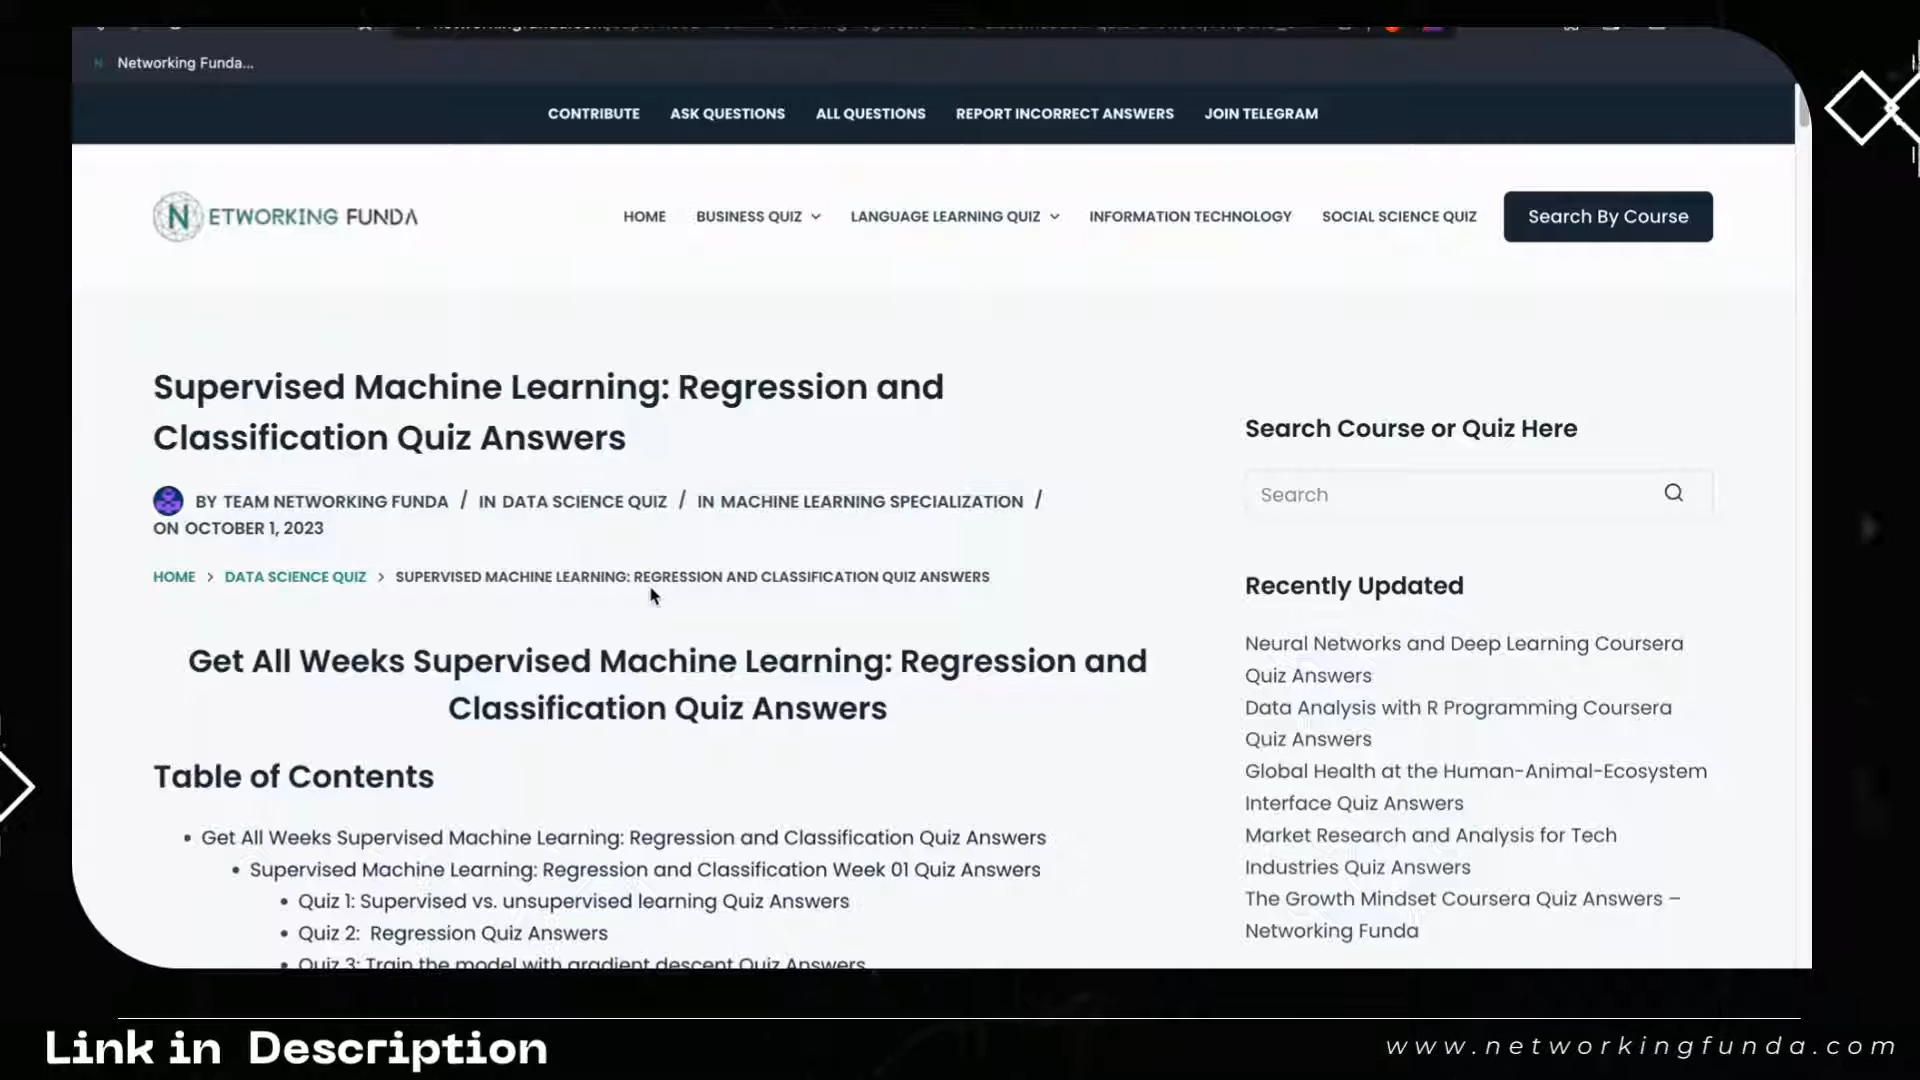 Networking Funda...
CONTRIBUTE ASK QUESTIONS ALL QUESTIONS REPORT INCORRECT ANSWERS JOIN TELEGRAM
NETWORKING FUNDA HOME BUSINESS QUIZ LANGUAGE LEARNING QUIZ INFORMATION TECHNOLOGY SOCIAL SCIENCE QUIZ Search By Course
Supervised Machine Learning: Regression and
Classification Quiz Answers
BY TEAM NETWORKING FUNDA / IN DATA SCIENCE QUIZ / IN MACHINE LEARNING SPECIALIZATION /
ON OCTOBER 1, 2023
HOME > DATA SCIENCE QUIZ > SUPERVISED MACHINE LEARNING: REGRESSION AND CLASSIFICATION QUIZ ANSWERS
Get All Weeks Supervised Machine Learning: Regression and
Classification Quiz Answers
Table of Contents
• Get All Weeks Supervised Machine Learning: Regression and Classification Quiz Answers
• Supervised Machine Learning: Regression and Classification Week 01 Quiz Answers
• Quiz 1: Supervised vs. unsupervised learning Quiz Answers
• Quiz 2: Regression Quiz Answers
• Quiz 3: Train the model with gradient descent Quiz Answers
Search Course or Quiz Here
Search
Recently Updated
Neural Networks and Deep Learning Coursera
Quiz Answers
Data Analysis with R Programming Coursera
Quiz Answers
Global Health at the Human-Animal-Ecosystem
Interface Quiz Answers
Market Research and Analysis for Tech
Industries Quiz Answers
The Growth Mindset Coursera Quiz Answers –
Networking Funda
Link in Description
www.networkingfunda.com